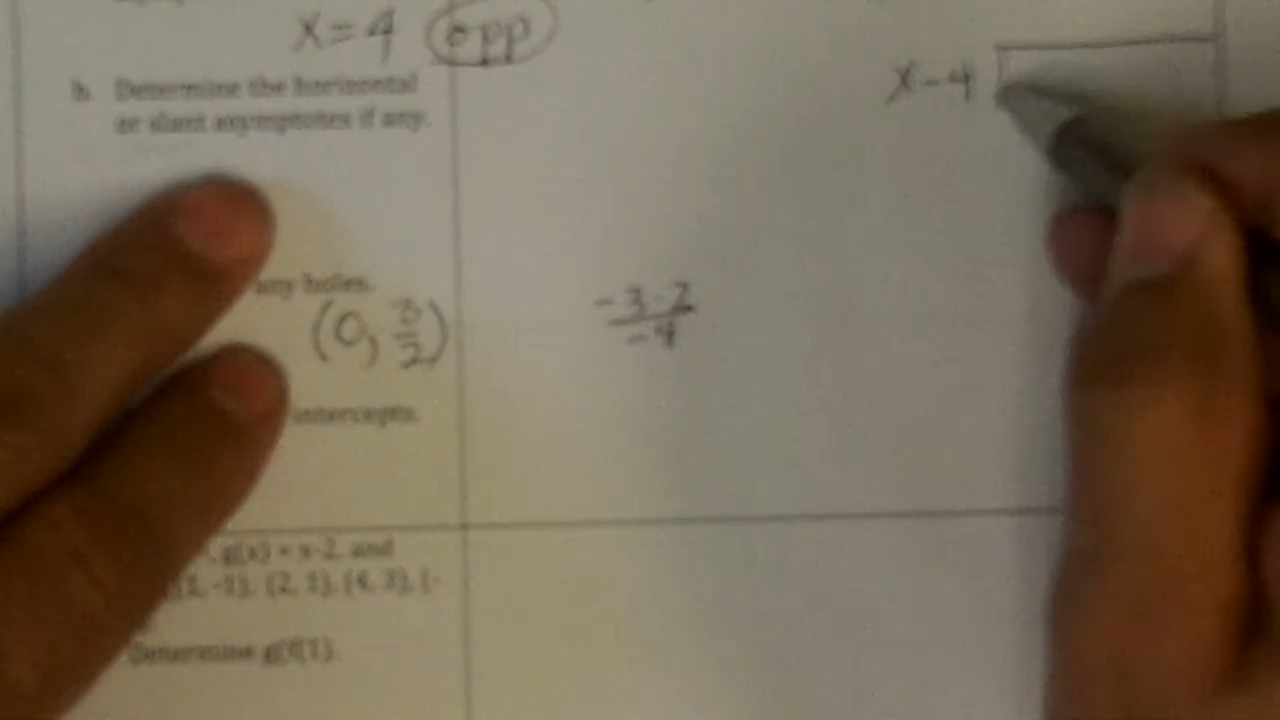 x=4 opp
b. Determine the horizontal
or slant asymptotes if any.
x-4
any holes.
(0, 3/2)
-3·2
-4
intercepts.
g(x) = x-2, and
-1), (2, 1), (4, 3), (-
Determine g(f(1).